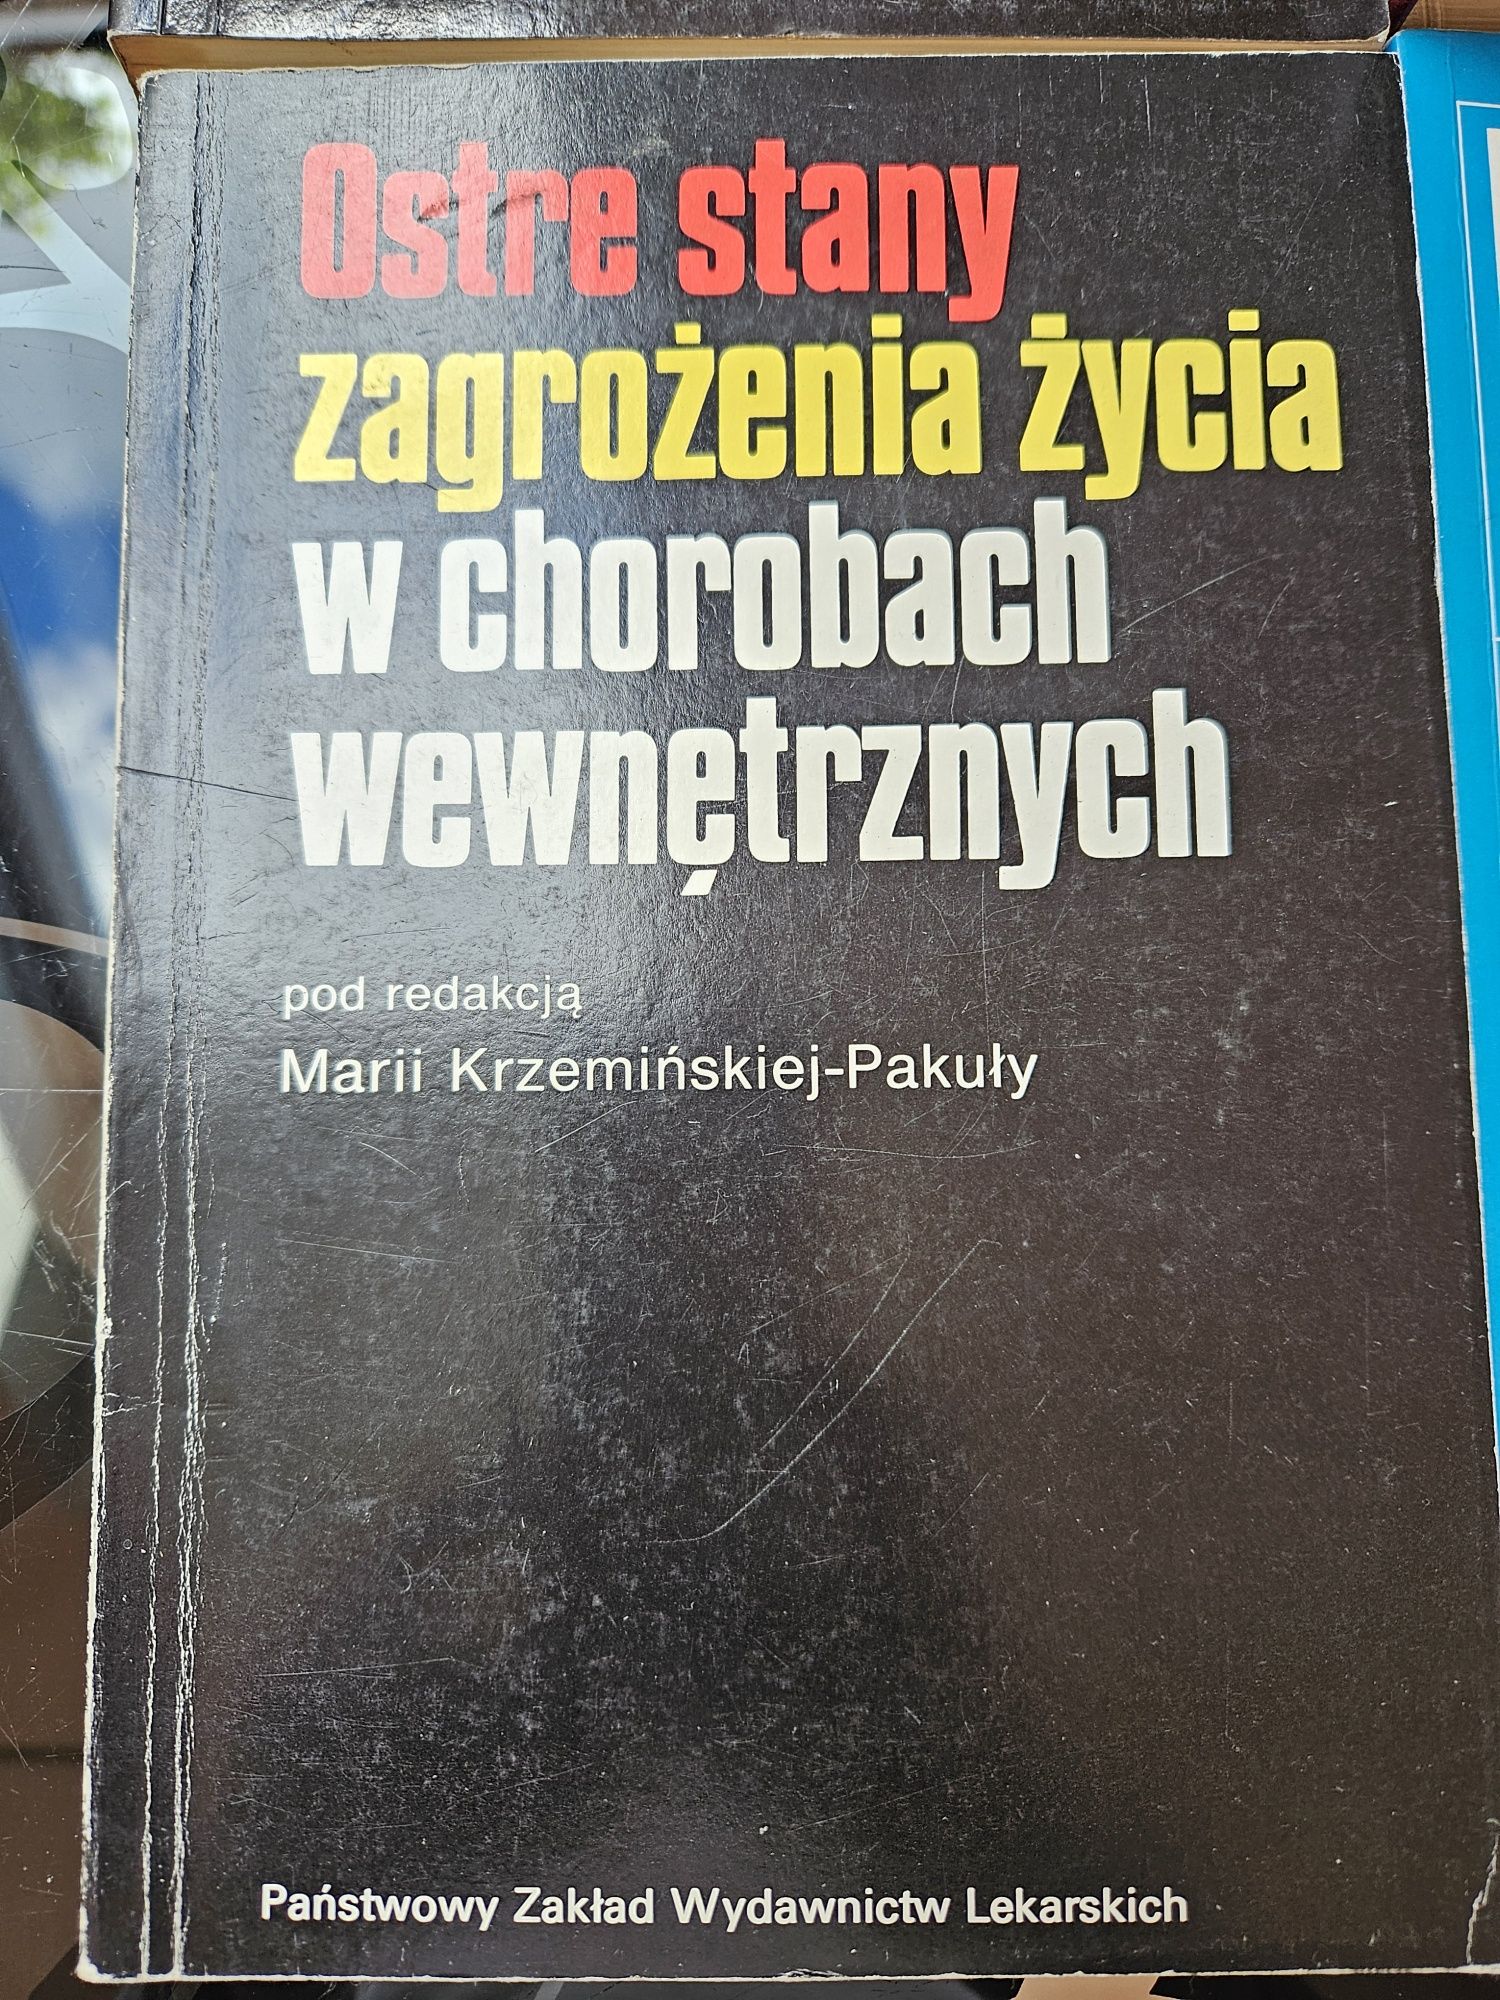 Ostre stany
zagrożenia życia
w chorobach
wewnętrznych
pod redakcją
Marii Krzemińskiej-Pakuły
Państwowy Zakład Wydawnictw Lekarskich